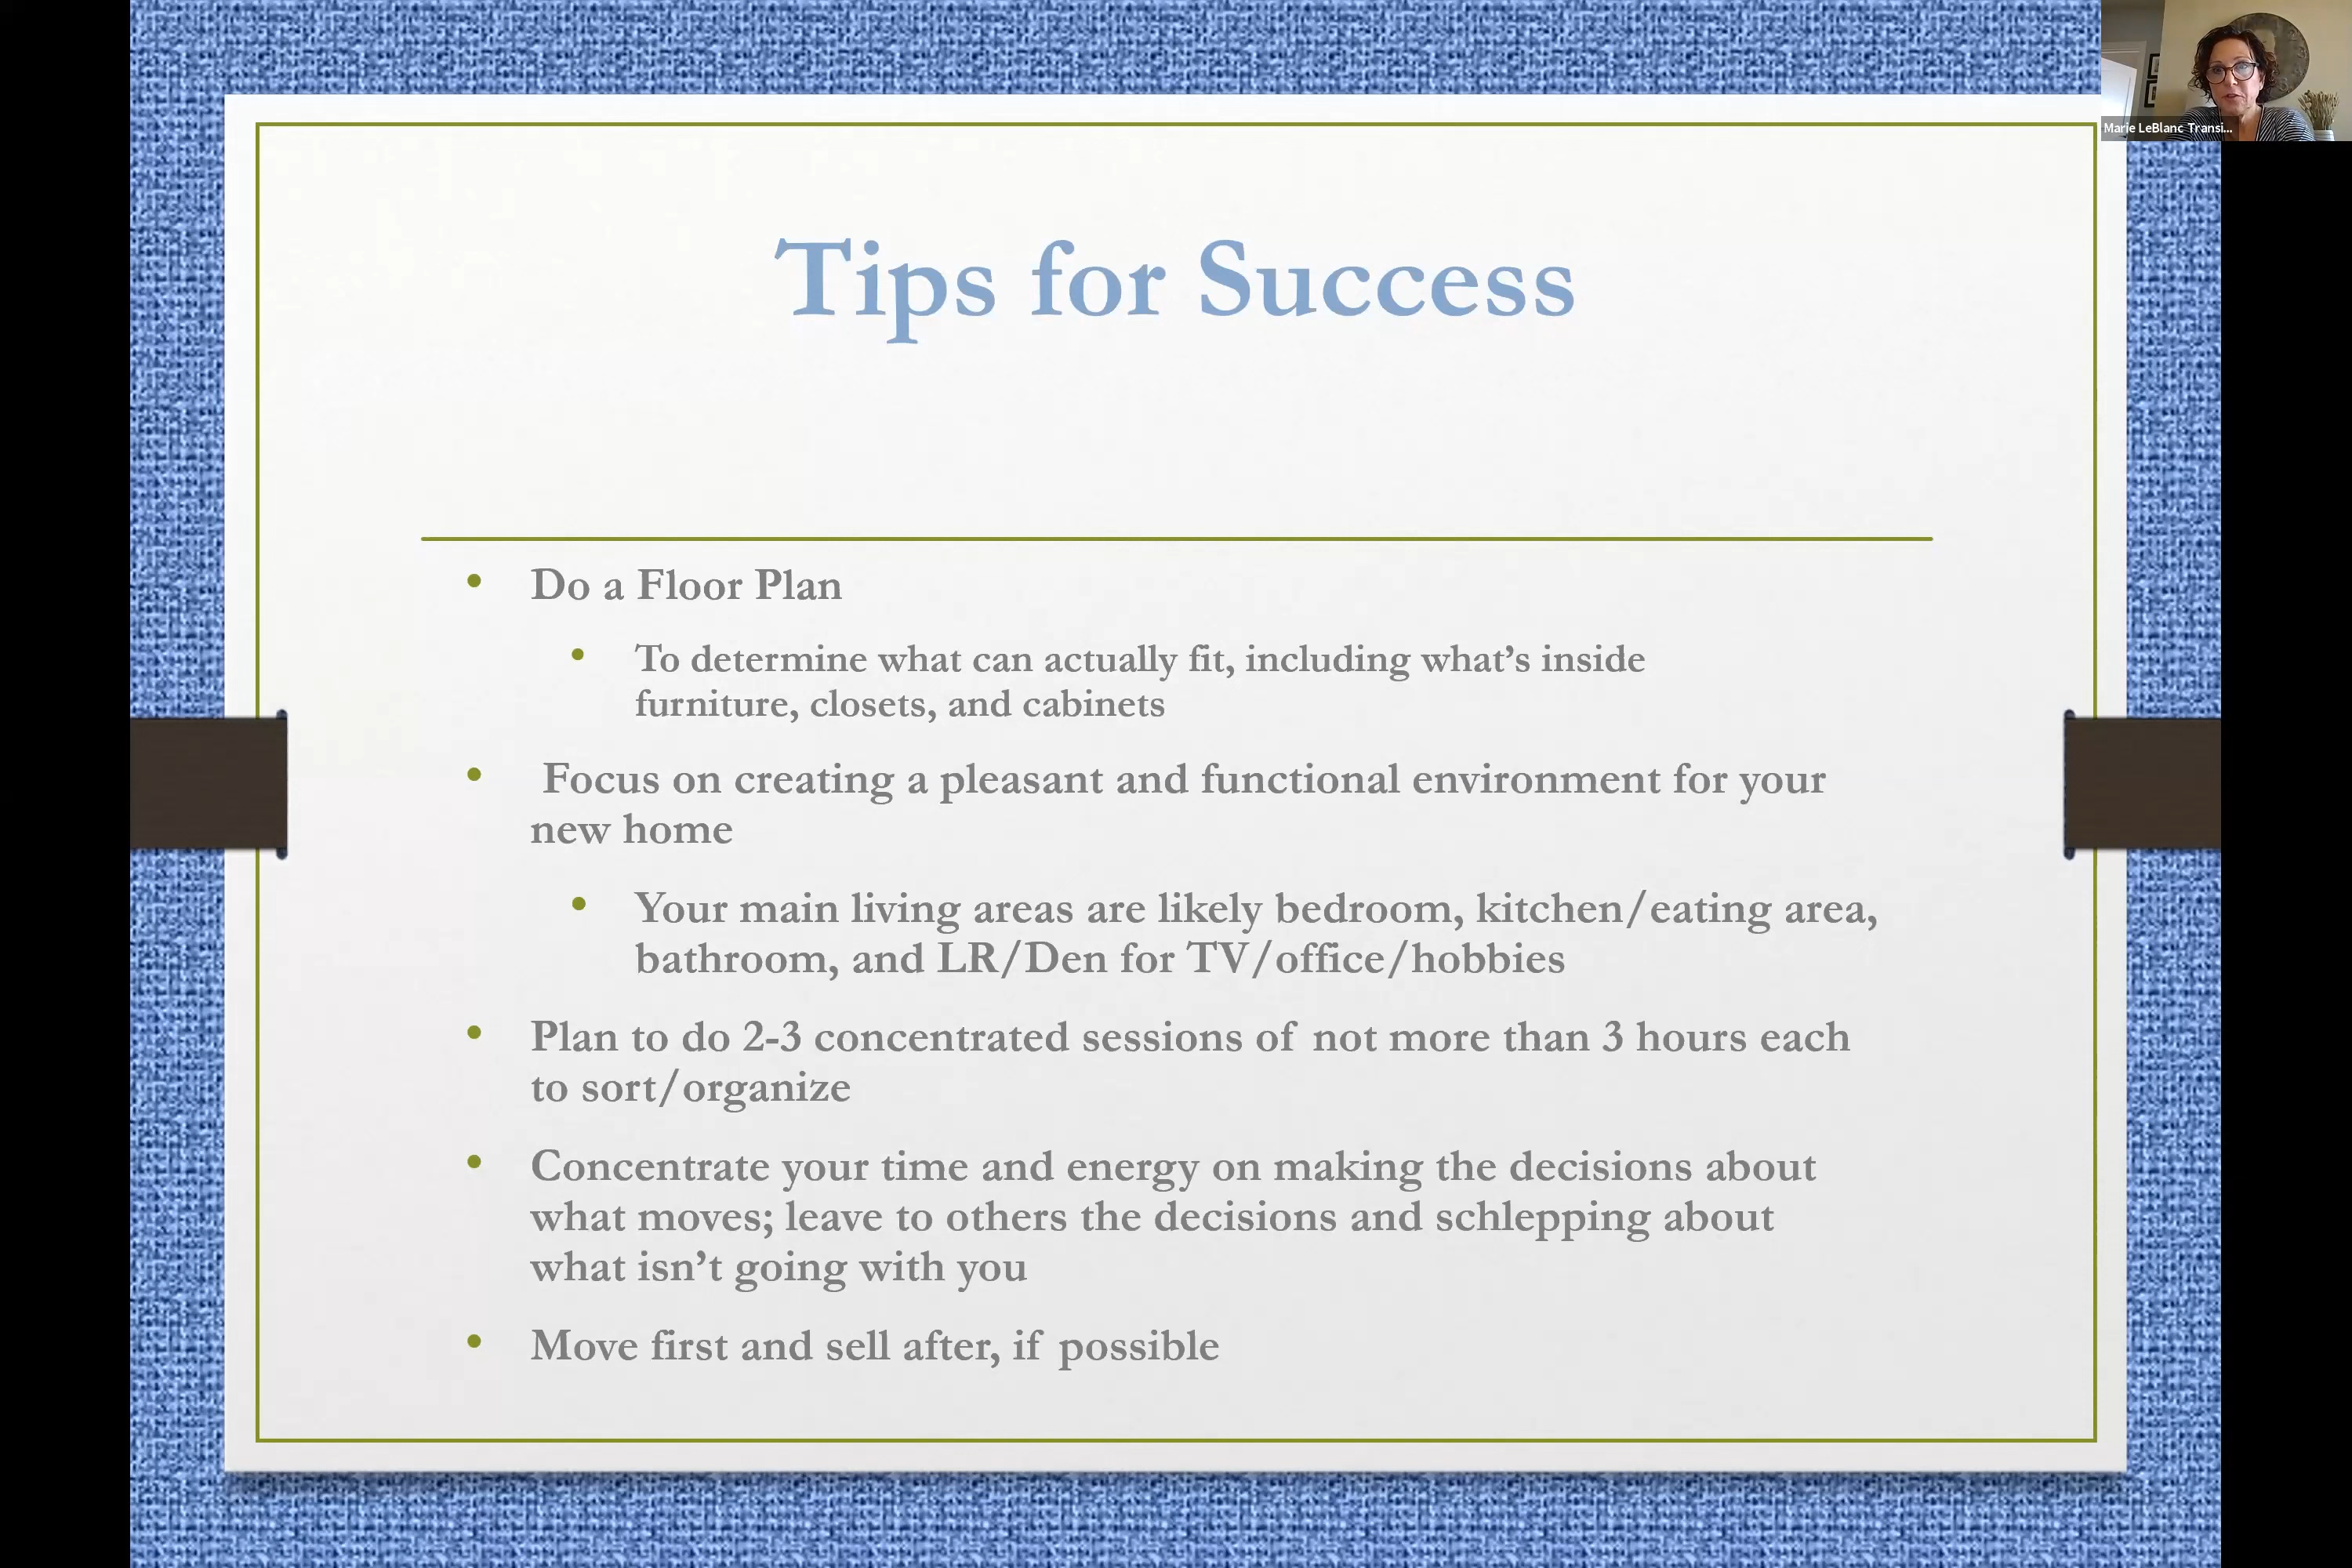 Marie LeBlanc Transi...
Tips for Success
• Do a Floor Plan
• To determine what can actually fit, including what’s inside
furniture, closets, and cabinets
• Focus on creating a pleasant and functional environment for your
new home
• Your main living areas are likely bedroom, kitchen/eating area,
bathroom, and LR/Den for TV/office/hobbies
• Plan to do 2-3 concentrated sessions of not more than 3 hours each
to sort/organize
• Concentrate your time and energy on making the decisions about
what moves; leave to others the decisions and schlepping about
what isn’t going with you
• Move first and sell after, if possible